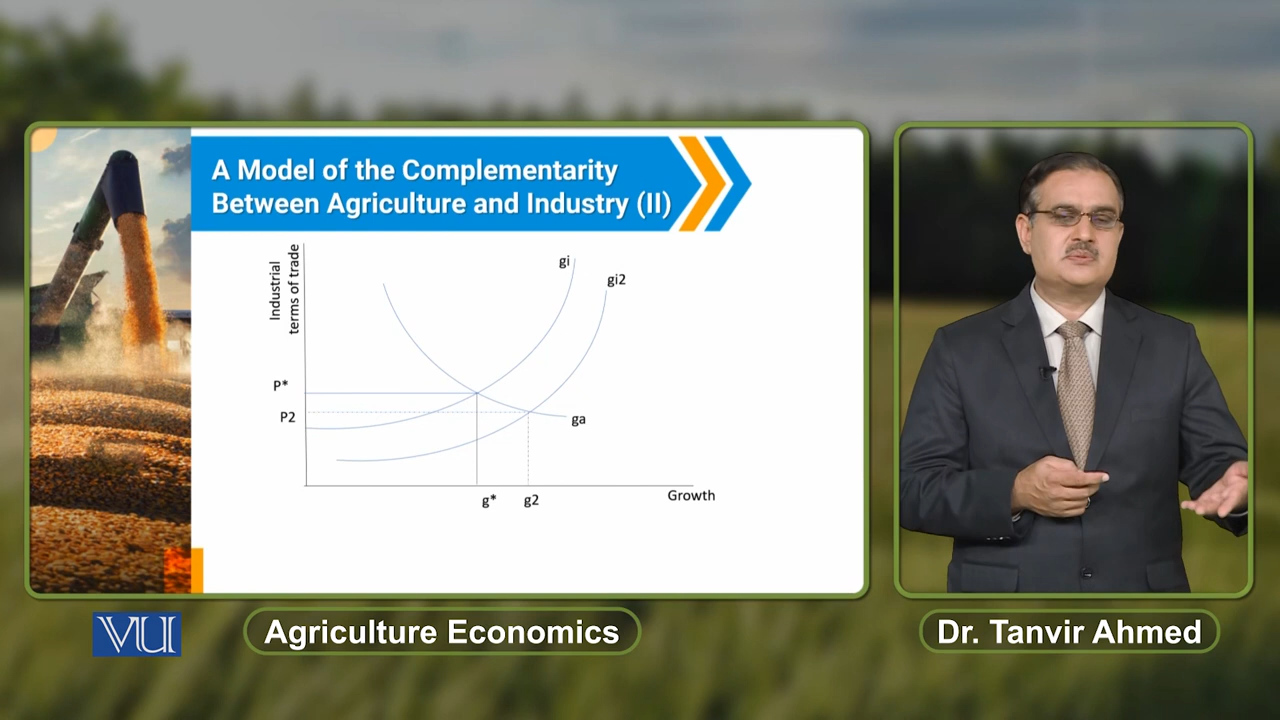 A Model of the Complementarity
Between Agriculture and Industry (II)
Industrial
terms of trade
gi
gi2
P*
P2
ga
g*
g2
Growth
VU
Agriculture Economics
Dr. Tanvir Ahmed